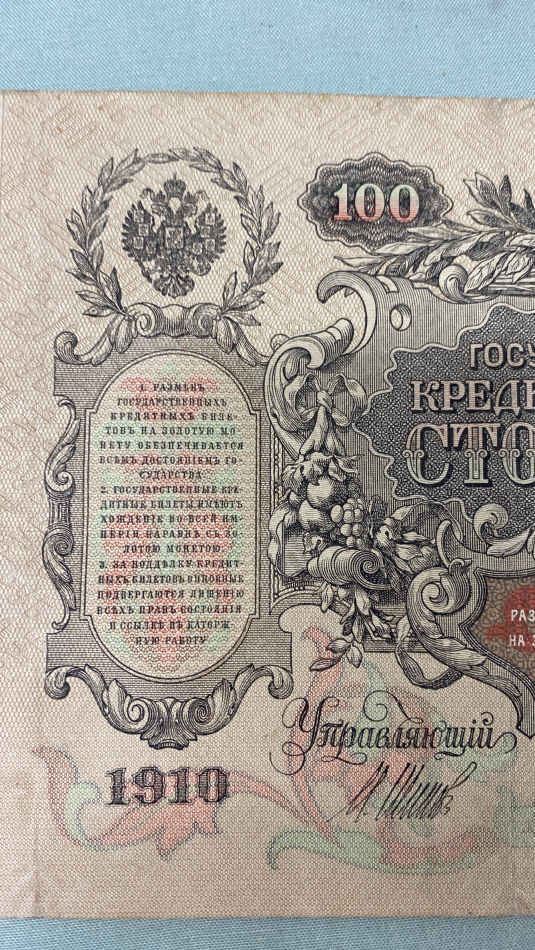 100
ГОСУ
КРЕД
СТО
1. РАЗМѢНЪ
ГОСУДАРСТВЕННЫХЪ
КРЕДИТНЫХЪ БИЛЕ-
ТОВЪ НА ЗОЛОТУЮ МО-
НЕТУ ОБЕЗПЕЧИВАЕТСЯ
ВСѢМЪ ДОСТОЯНІЕМЪ ГО-
СУДАРСТВА.
2. ГОСУДАРСТВЕННЫЕ КРЕ-
ДИТНЫЕ БИЛЕТЫ ИМѢЮТЪ
ХОЖДЕНІЕ ВО ВСЕЙ ИМ-
ПЕРІИ НАРАВНѢ СЪ ЗО-
ЛОТОЮ МОНЕТОЮ.
3. ЗА ПОДДѢЛКУ КРЕДИТ-
НЫХЪ БИЛЕТОВЪ ВИНОВНЫЕ
ПОДВЕРГАЮТСЯ ЛИШЕНІЮ
ВСѢХЪ ПРАВЪ СОСТОЯНІЯ
И ССЫЛКѢ ВЪ КАТОРЖ-
НУЮ РАБОТУ
РАЗ
НА З
Управляющій
1910